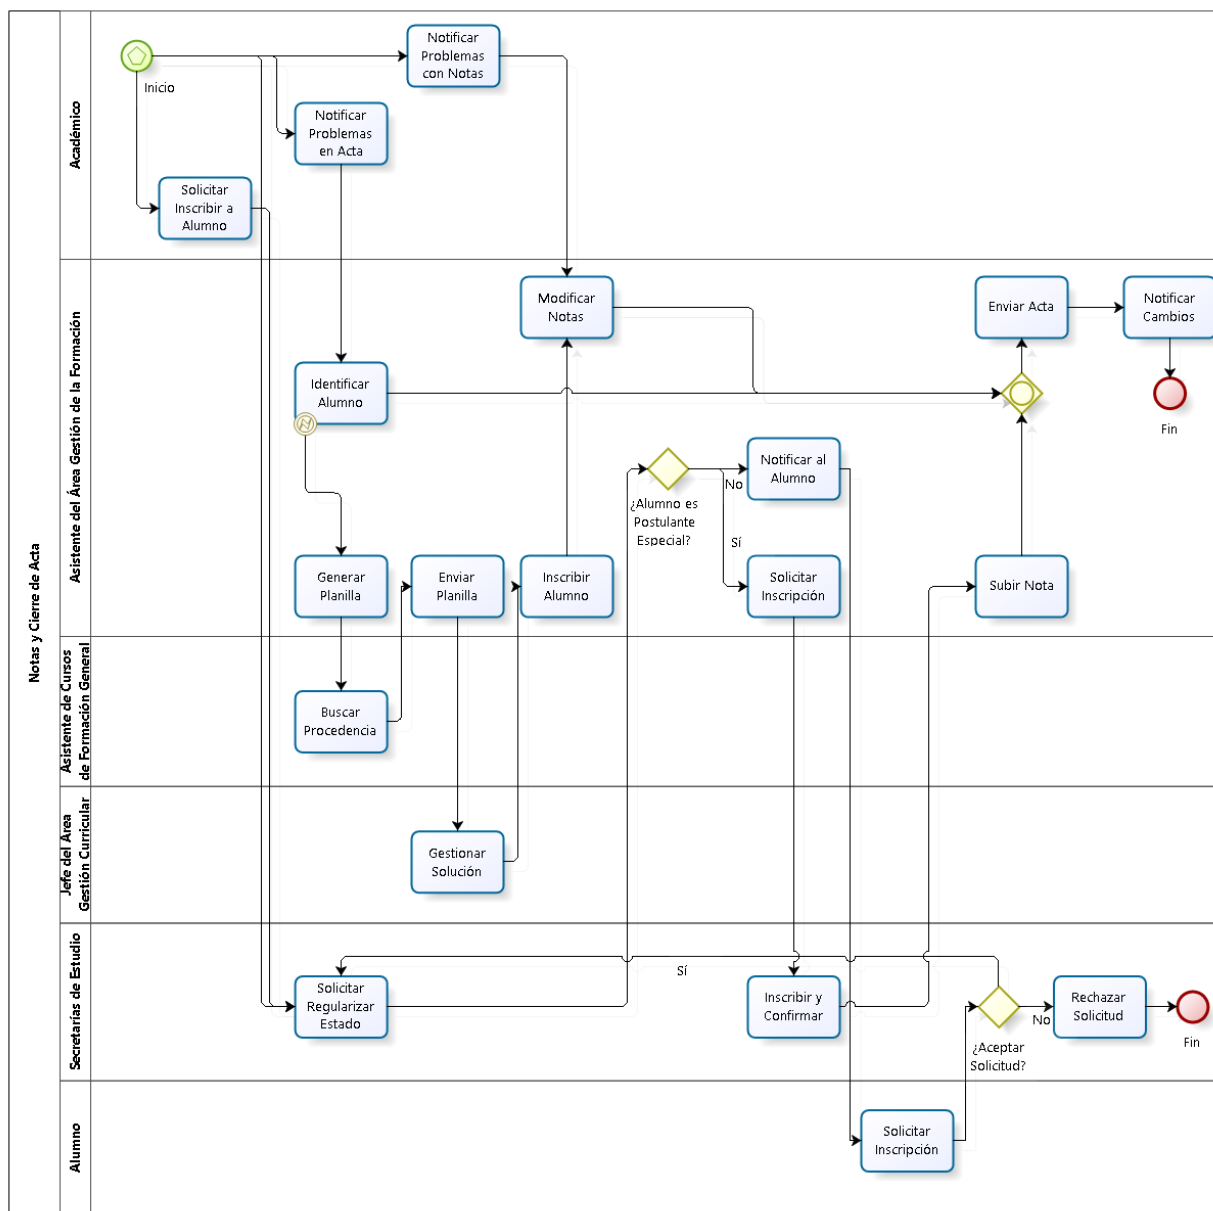 Notas y Cierre de Acta
Académico
Inicio
Notificar
Problemas
con Notas
Notificar
Problemas
en Acta
Solicitar
Inscribir a
Alumno
Asistente del Área Gestión de la Formación
Modificar
Notas
Enviar Acta
Notificar
Cambios
Identificar
Alumno
Fin
¿Alumno es
Postulante
Especial?
No
Sí
Notificar al
Alumno
Generar
Planilla
Enviar
Planilla
Inscribir
Alumno
Solicitar
Inscripción
Subir Nota
Asistente de Cursos
de Formación General
Buscar
Procedencia
Jefe del Área
Gestión Curricular
Gestionar
Solución
Secretarías de Estudio
Sí
Solicitar
Regularizar
Estado
Inscribir y
Confirmar
¿Aceptar
Solicitud?
No
Rechazar
Solicitud
Fin
Alumno
Solicitar
Inscripción